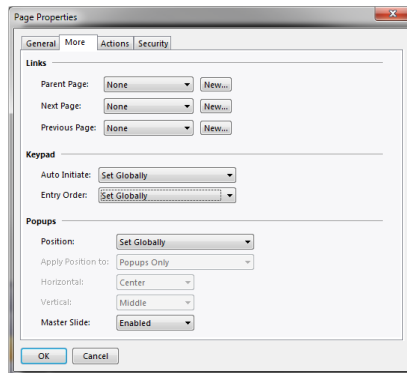 Page Properties
General More Actions Security
Links
Parent Page: None New...
Next Page: None New...
Previous Page: None New...
Keypad
Auto Initiate: Set Globally
Entry Order: Set Globally
Popups
Position: Set Globally
Apply Position to: Popups Only
Horizontal: Center
Vertical: Middle
Master Slide: Enabled
OK Cancel